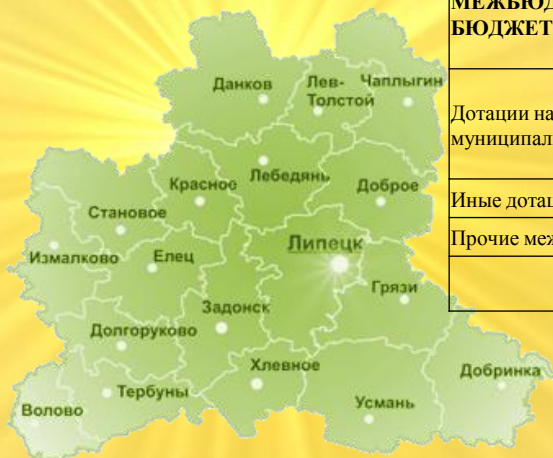 МЕЖБЮД
БЮДЖЕТ
Дотации на
муниципал
Иные дотац
Прочие меж
Данков
Лев-
Толстой
Чаплыгин
Красное
Лебедянь
Доброе
Становое
Измалково
Елец
Липецк
Грязи
Задонск
Долгоруково
Хлевное
Добринка
Тербуны
Усмань
Волово